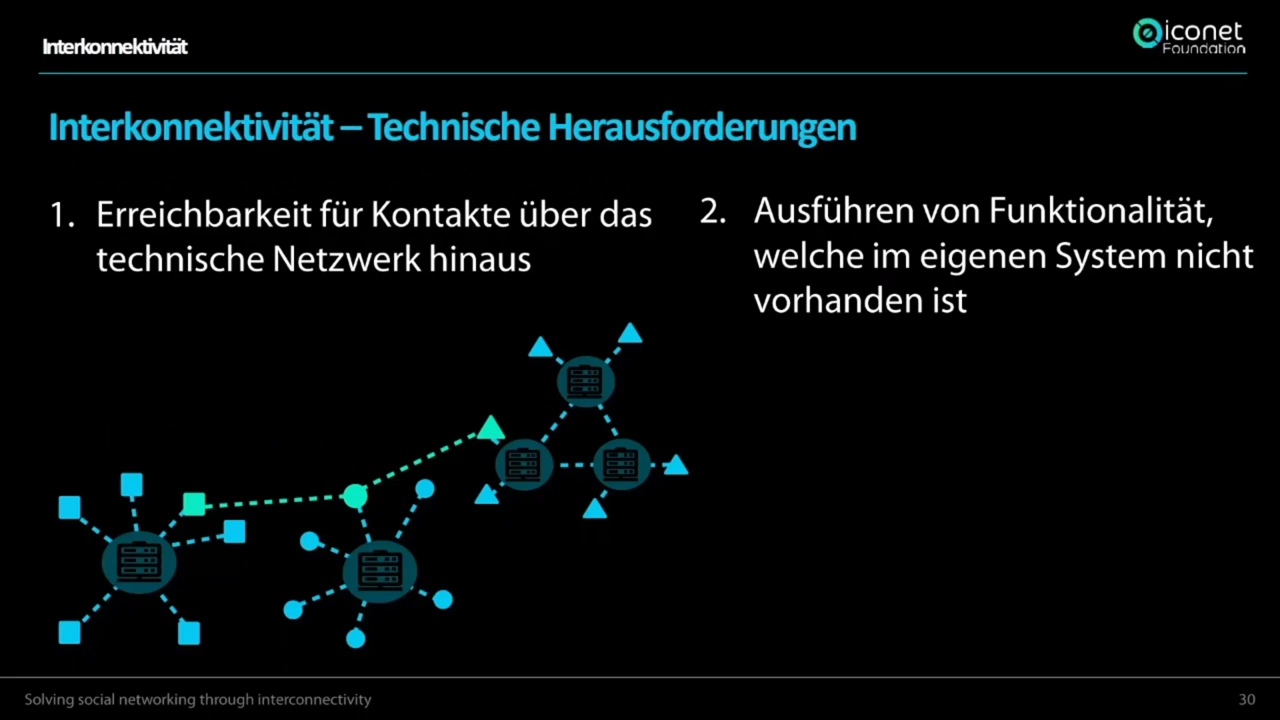 Interkonnektivität
iconet
Foundation
Interkonnektivität – Technische Herausforderungen
1. Erreichbarkeit für Kontakte über das
technische Netzwerk hinaus
2. Ausführen von Funktionalität,
welche im eigenen System nicht
vorhanden ist
Solving social networking through interconnectivity
30